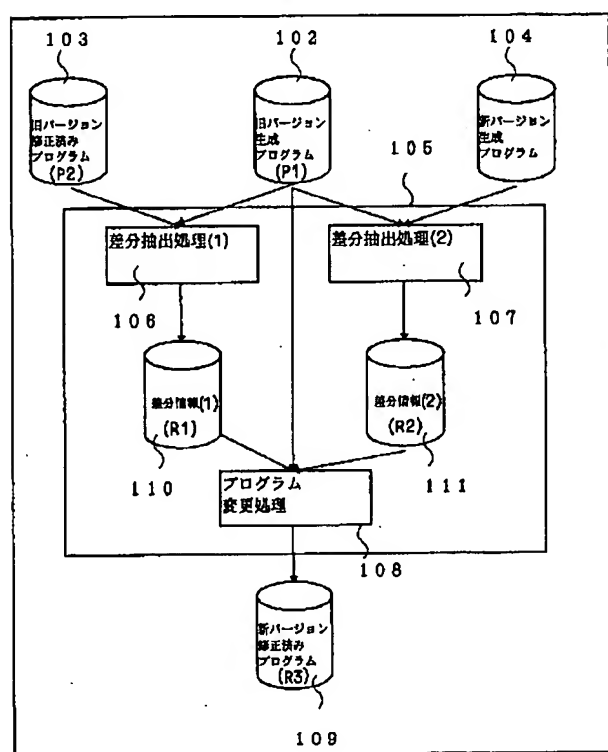 103
102
104
旧バージョン
修正済み
プログラム
(P2)
旧バージョン
生成
プログラム
(P1)
新バージョン
生成
プログラム
105
差分抽出処理(1)
差分抽出処理(2)
106
107
差分情報(1)
(R1)
差分情報(2)
(R2)
110
111
プログラム
変更処理
108
新バージョン
修正済み
プログラム
(R3)
109